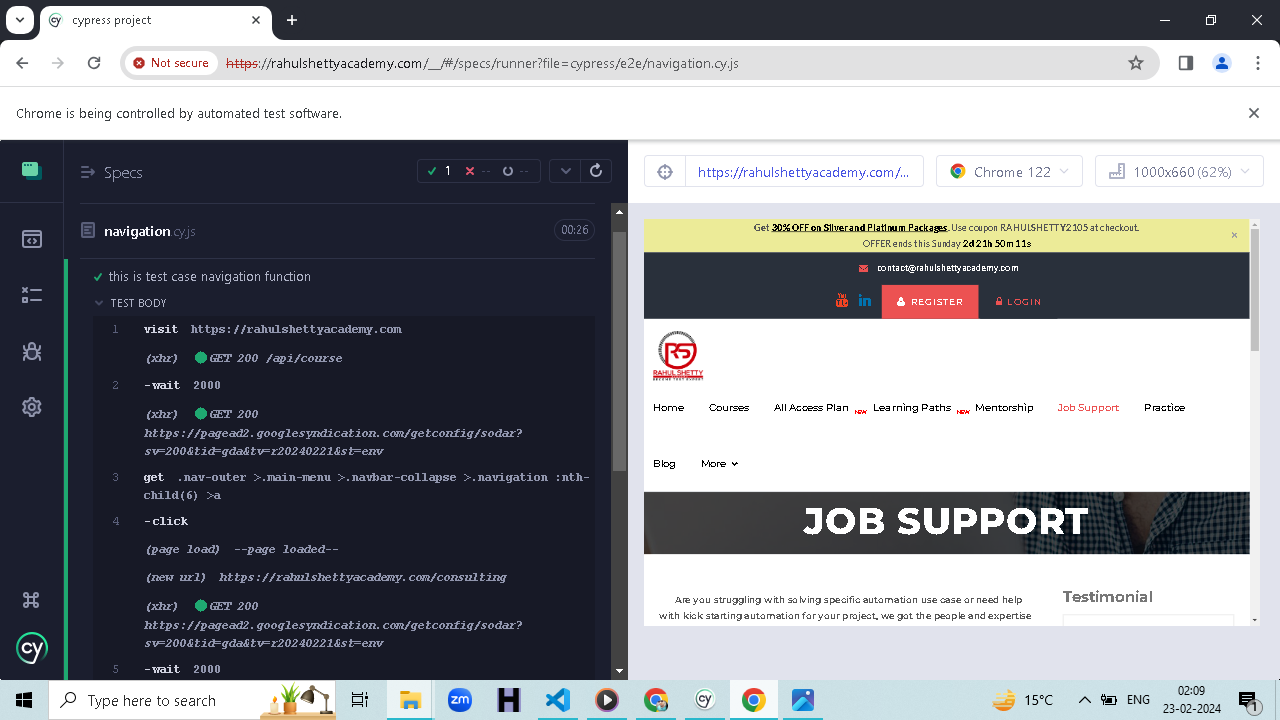 cypress project
Not secure
https://rahulshettyacademy.com/__/#/specs/runner?file=cypress/e2e/navigation.cy.js
Chrome is being controlled by automated test software.
Specs
1 -- --
https://rahulshettyacademy.com/...
Chrome 122
1000x660 (62%)
navigation.cy.js
00:26
this is test case navigation function
TEST BODY
1 visit https://rahulshettyacademy.com
(xhr) GET 200 /api/course
2 -wait 2000
(xhr) GET 200
https://pagead2.googlesyndication.com/getconfig/sodar?
sv=200&tid=gda&tv=r20240221&st=env
3 get .nav-outer >.main-menu >.navbar-collapse >.navigation :nth-
child(6) >a
4 -click
(page load) --page loaded--
(new url) https://rahulshettyacademy.com/consulting
(xhr) GET 200
https://pagead2.googlesyndication.com/getconfig/sodar?
sv=200&tid=gda&tv=r20240221&st=env
5 -wait 2000
cy
Get 30% OFF on Silver and Platinum Packages. Use coupon RAHULSHETTY2105 at checkout.
OFFER ends this Sunday 2d 21h 50m 11s
contact@rahulshettyacademy.com
REGISTER
LOGIN
RS
RAHUL SHETTY
Home
Courses
All Access Plan NEW
Learning Paths NEW
Mentorship
Job Support
Practice
Blog
More
JOB SUPPORT
Are you struggling with solving specific automation use case or need help
with kick starting automation for your project, we got the people and expertise
Testimonial
Type here to search
zm
H
cy
15°C
ENG
02:09
23-02-2024
1